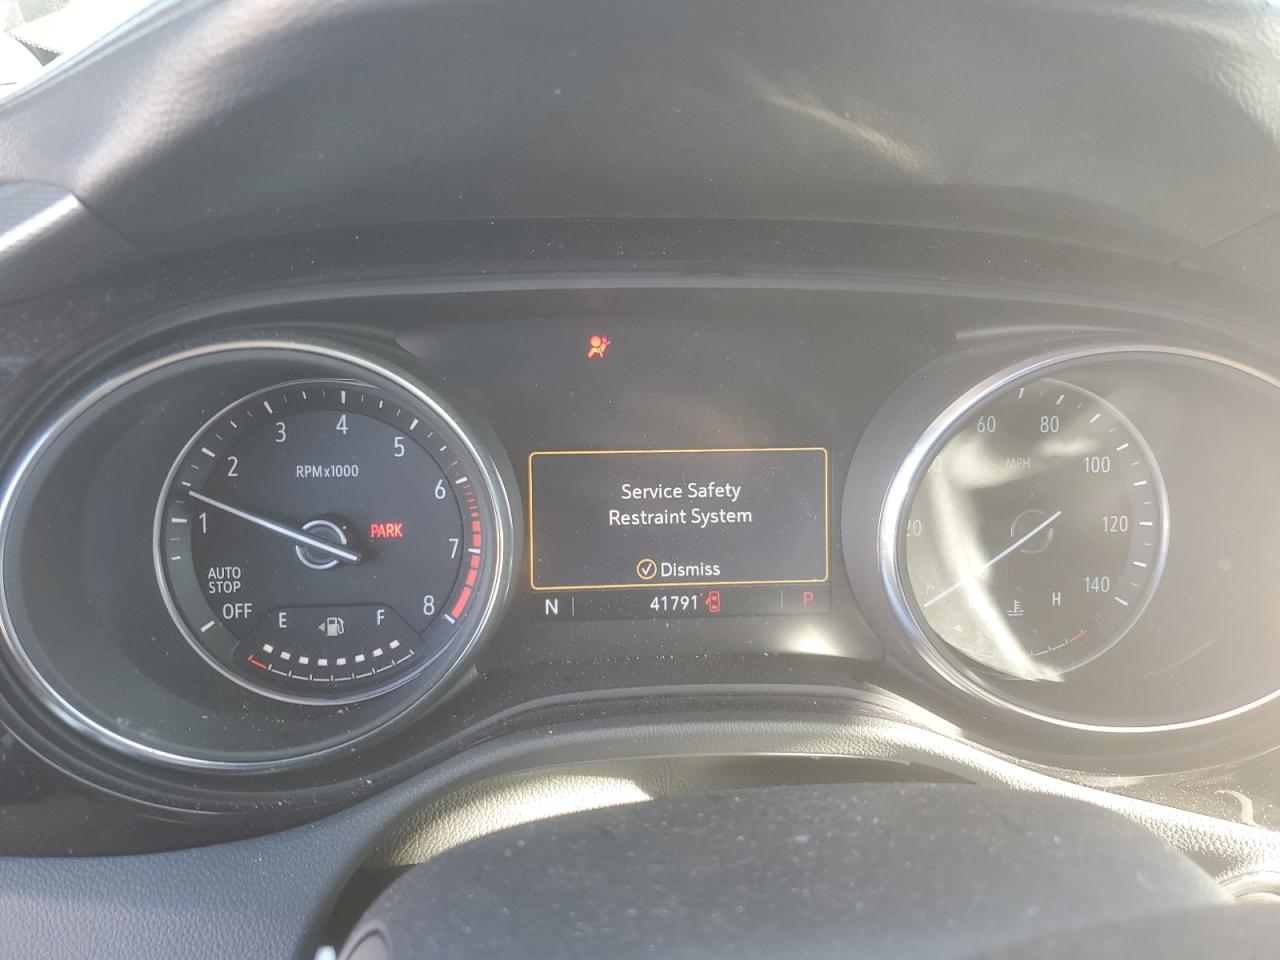 1
2
3
4
5
6
7
8
RPMx1000
PARK
AUTO
STOP
OFF
E
F
Service Safety
Restraint System
Dismiss
N
41791
P
20
60
80
100
120
140
MPH
H